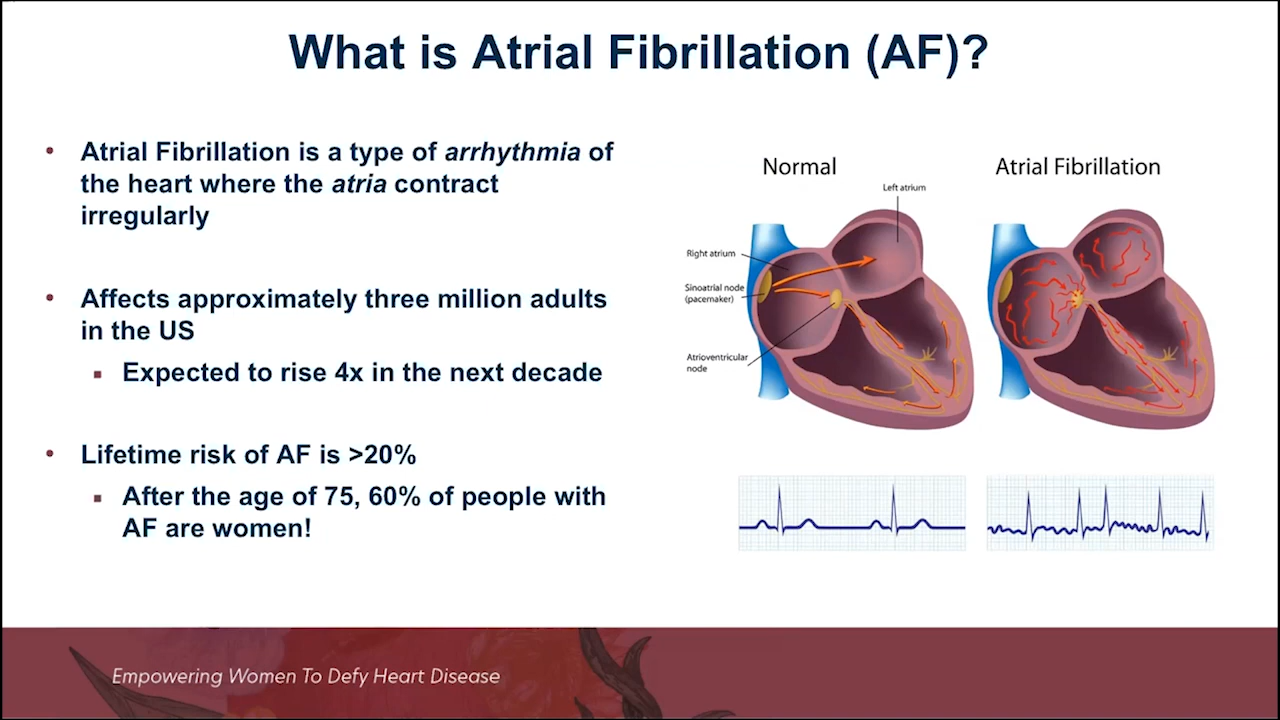 What is Atrial Fibrillation (AF)?
• Atrial Fibrillation is a type of arrhythmia of
the heart where the atria contract
irregularly
• Affects approximately three million adults
in the US
▪ Expected to rise 4x in the next decade
• Lifetime risk of AF is >20%
▪ After the age of 75, 60% of people with
AF are women!
Normal
Atrial Fibrillation
Left atrium
Right atrium
Sinoatrial node
(pacemaker)
Atrioventricular
node
Empowering Women To Defy Heart Disease